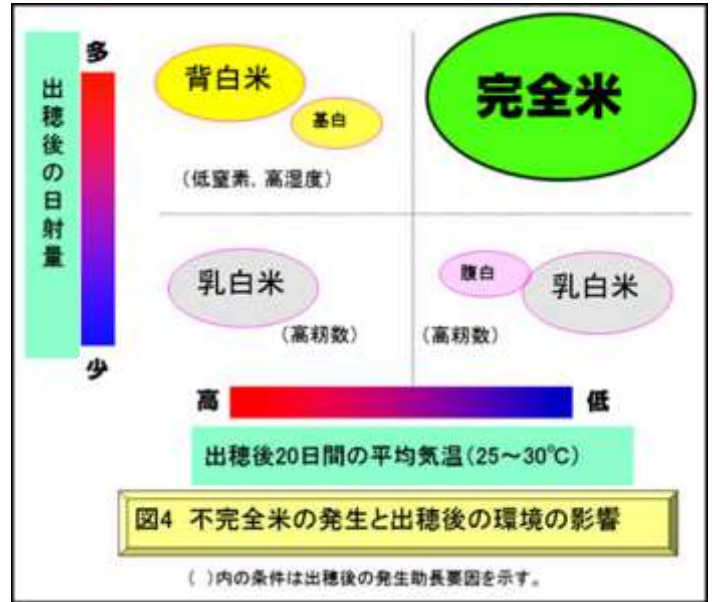 多
出穂後の日射量
少
背白米
基白
(低窒素, 高湿度)
完全米
乳白米
(高籾数)
腹白
乳白米
(高籾数)
高
低
出穂後20日間の平均気温(25～30℃)
図4 不完全米の発生と出穂後の環境の影響
( )内の条件は出穂後の発生助長要因を示す。